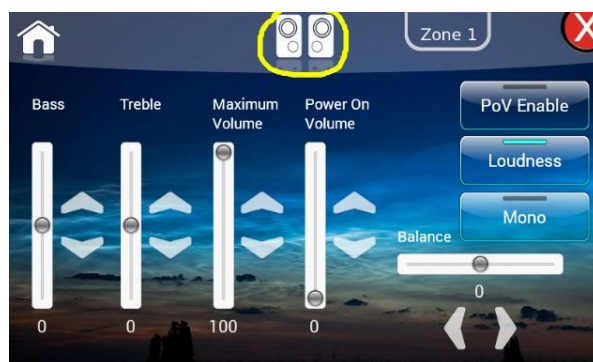 Zone 1
X
Bass
Treble
Maximum
Volume
Power On
Volume
PoV Enable
Loudness
Mono
Balance
0
0
0
100
0